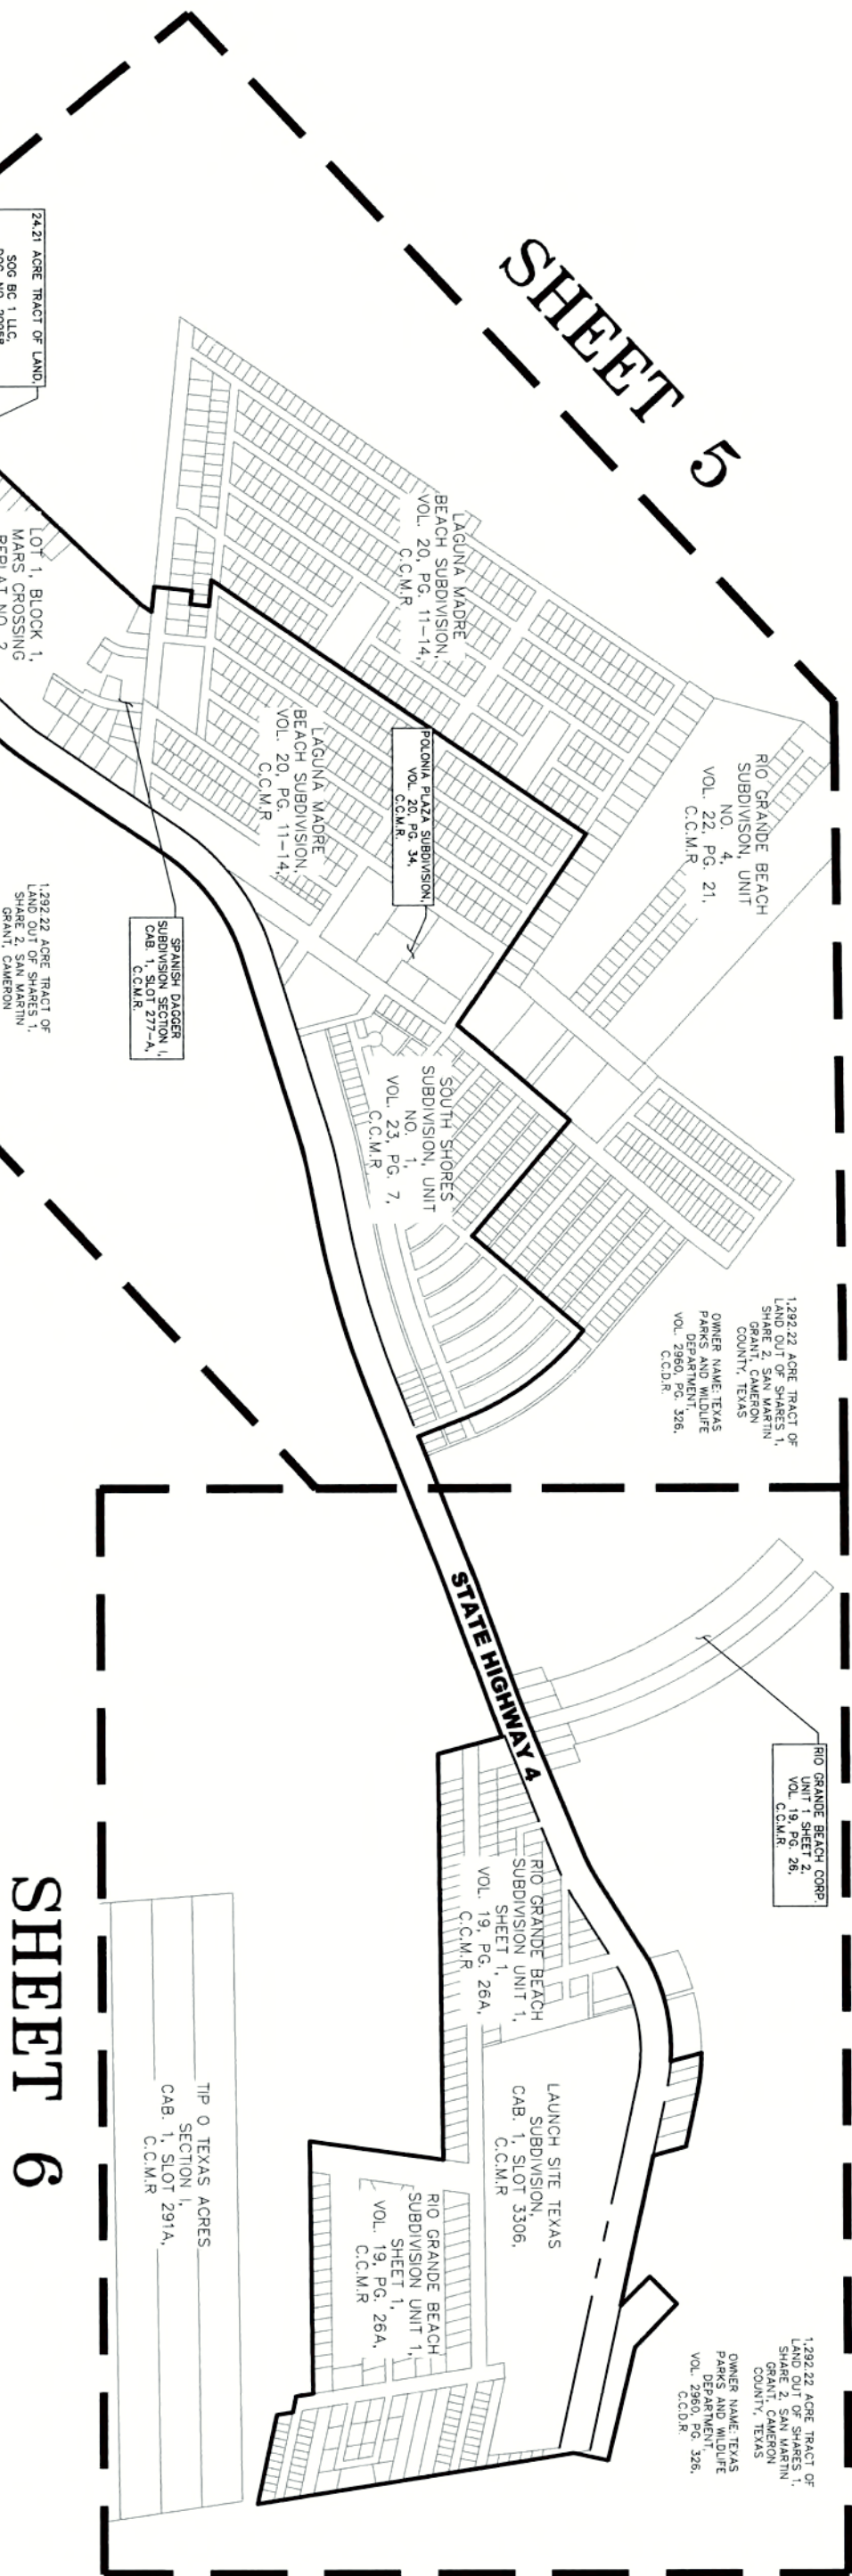 SHEET 5
24.21 ACRE TRACT OF LAND,
SOG BC 1 LLC,
LAGUNA MADRE
BEACH SUBDIVISION,
VOL. 20, PG. 11-14,
C.C.M.R
LOT 1, BLOCK 1,
MARS CROSSING
REPLAT NO. 2
LAGUNA MADRE
BEACH SUBDIVISION,
VOL. 20, PG. 11-14,
C.C.M.R
POLONIA PLAZA SUBDIVISION,
VOL. 20, PG. 34,
C.C.M.R.
RIO GRANDE BEACH
SUBDIVISON, UNIT
NO. 4,
VOL. 22, PG. 21,
C.C.M.R
SPANISH DAGGER
SUBDIVISION SECTION I,
CAB. 1, SLOT 277-A,
C.C.M.R.
1,292.22 ACRE TRACT OF
LAND OUT OF SHARES 1,
SHARE 2, SAN MARTIN
GRANT, CAMERON
SOUTH SHORES
SUBDIVISION, UNIT
NO. 1,
VOL. 23, PG. 7,
C.C.M.R
1,292.22 ACRE TRACT OF
LAND OUT OF SHARES 1,
SHARE 2, SAN MARTIN
GRANT, CAMERON
COUNTY, TEXAS
OWNER NAME: TEXAS
PARKS AND WILDLIFE
DEPARTMENT,
VOL. 2960, PG. 326,
C.C.D.R.
STATE HIGHWAY 4
RIO GRANDE BEACH CORP.
UNIT 1 SHEET 2,
VOL. 19, PG. 26,
C.C.M.R.
RIO GRANDE BEACH
SUBDIVISION UNIT 1,
SHEET 1,
VOL. 19, PG. 26A,
C.C.M.R
SHEET 6
LAUNCH SITE TEXAS
SUBDIVISION,
CAB. 1, SLOT 3306,
C.C.M.R
TIP O TEXAS ACRES
SECTION I,
CAB. 1, SLOT 291A,
C.C.M.R
RIO GRANDE BEACH
SUBDIVISION UNIT 1,
SHEET 1,
VOL. 19, PG. 26A,
C.C.M.R
1,292.22 ACRE TRACT OF
LAND OUT OF SHARES 1,
SHARE 2, SAN MARTIN
GRANT, CAMERON
COUNTY, TEXAS
OWNER NAME: TEXAS
PARKS AND WILDLIFE
DEPARTMENT,
VOL. 2960, PG. 326,
C.C.D.R.